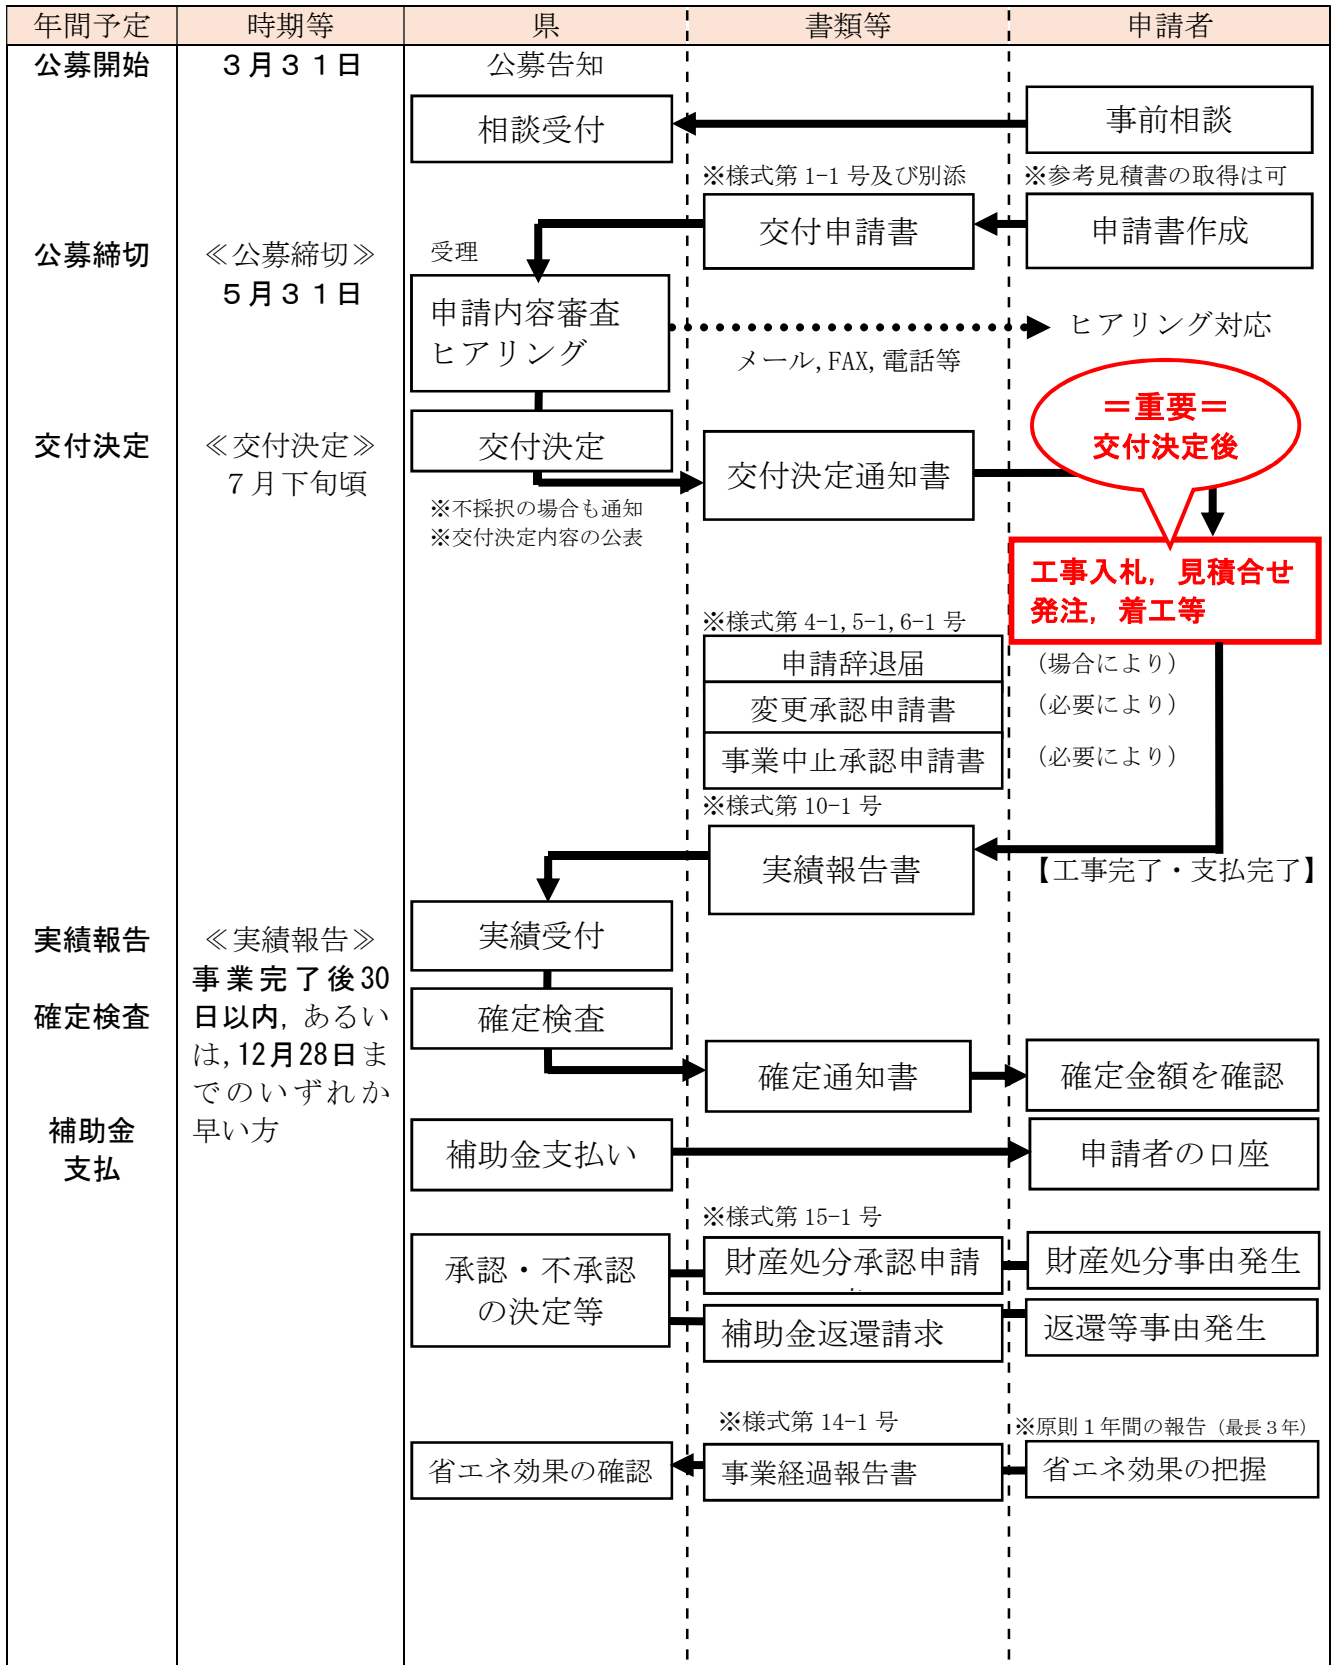 年間予定 時期等 県 書類等 申請者
公募開始 ３月３１日 公募告知
相談受付 事前相談
※様式第 1-1 号及び別添 ※参考見積書の取得は可
交付申請書 申請書作成
公募締切 ≪公募締切≫ 受理
５月３１日
申請内容審査
ヒアリング
ヒアリング対応
メール,FAX,電話等
＝重要＝
交付決定後
交付決定 ≪交付決定≫ 交付決定
７月下旬頃 交付決定通知書
※不採択の場合も通知
※交付決定内容の公表
工事入札，見積合せ
発注，着工等
※様式第 4-1,5-1,6-1 号
申請辞退届 （場合により）
変更承認申請書 （必要により）
事業中止承認申請書 （必要により）
※様式第 10-1 号
実績報告書 【工事完了・支払完了】
実績報告 ≪実績報告≫ 実績受付
事業完了後30
確定検査 日以内，あるい 確定検査
は，12月28日ま
でのいずれか
早い方
確定通知書 確定金額を確認
補助金
支払
補助金支払い 申請者の口座
※様式第 15-1 号
承認・不承認
の決定等
財産処分承認申請 財産処分事由発生
補助金返還請求 返還等事由発生
※様式第 14-1 号 ※原則１年間の報告（最長３年）
省エネ効果の確認 事業経過報告書 省エネ効果の把握